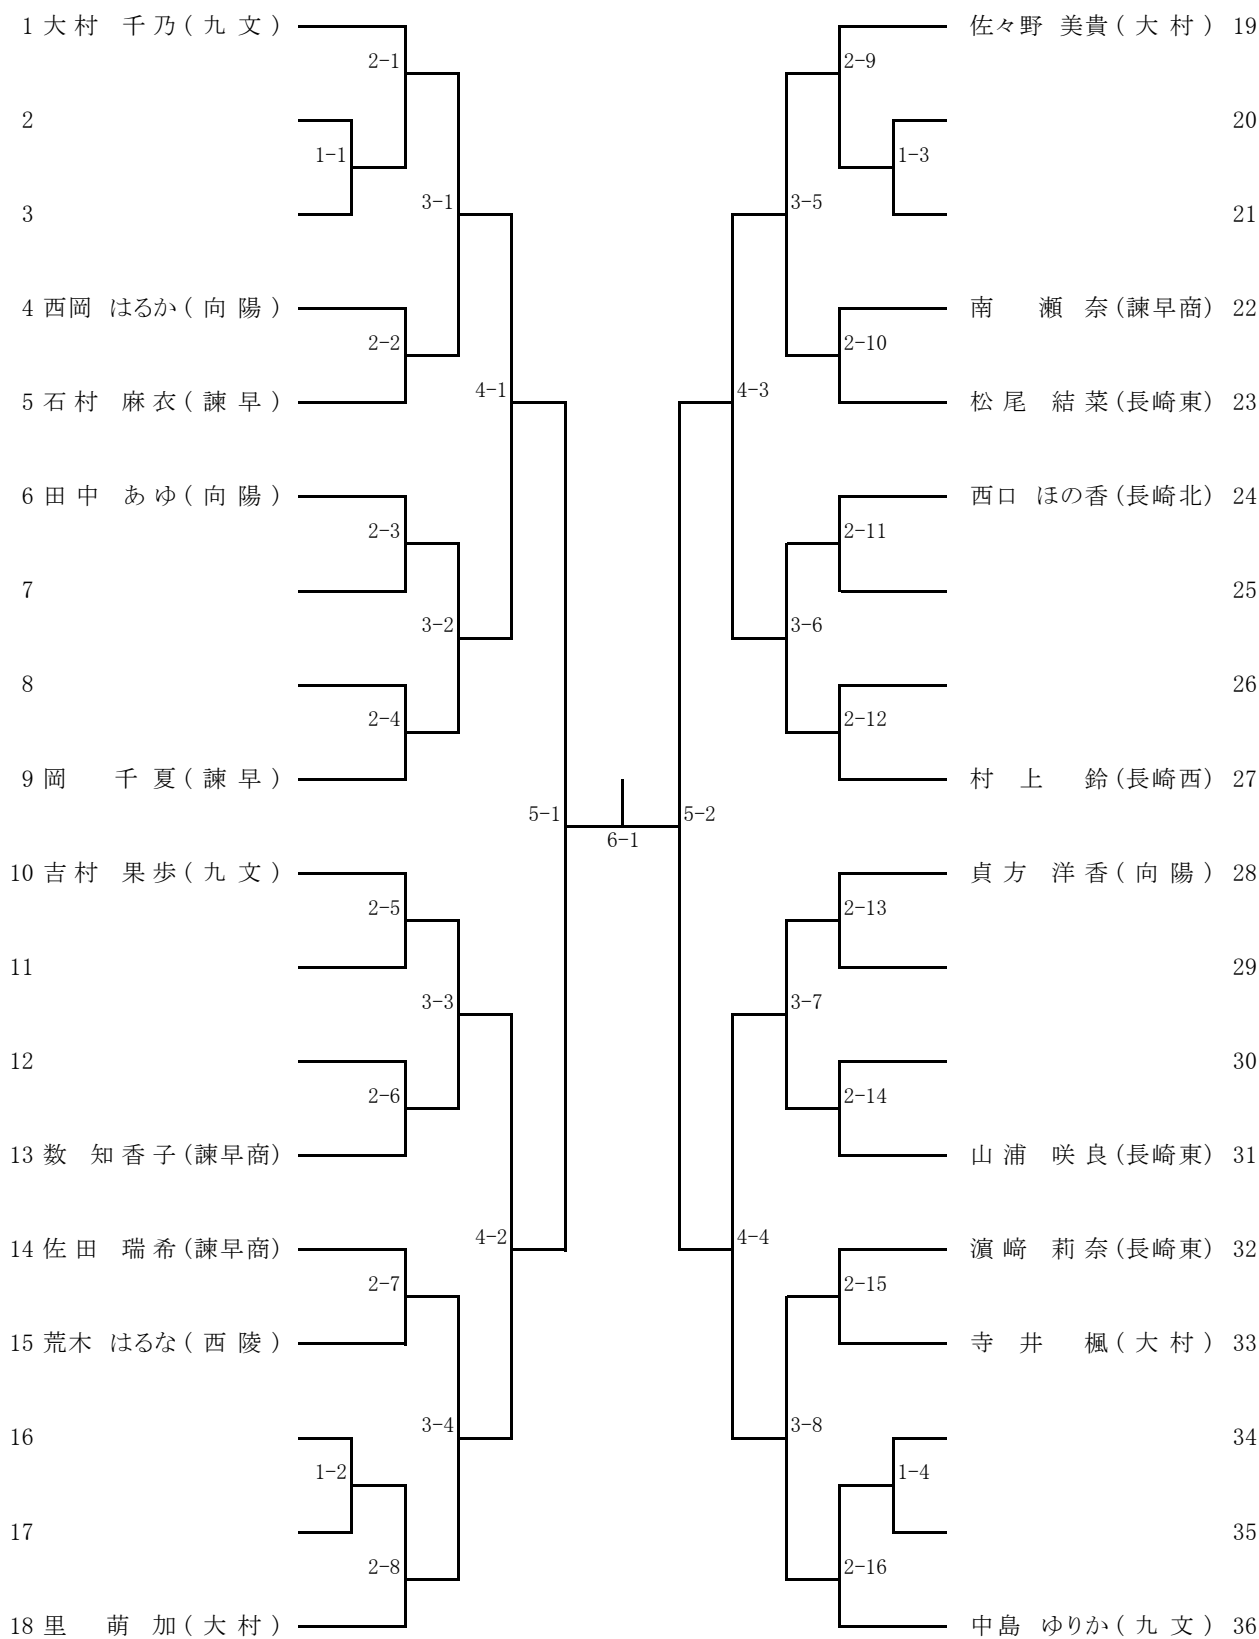 1 大村 千乃(九 文)
佐々野 美貴(大 村) 19
2-1
2-9
2
20
1-1
1-3
3-1
3-5
3
21
4 西岡 はるか(向 陽)
南 瀬 奈(諫早商) 22
2-2
2-10
4-1
4-3
5 石村 麻衣(諫 早)
松尾 結菜(長崎東) 23
6 田中 あゆ(向 陽)
西口 ほの香(長崎北) 24
2-3
2-11
7
25
3-2
3-6
8
26
2-4
2-12
9 岡 千夏(諫 早)
村上 鈴(長崎西) 27
5-1
5-2
6-1
10 吉村 果歩(九 文)
貞方 洋香(向 陽) 28
2-5
2-13
11
29
3-3
3-7
12
30
2-6
2-14
13 数 知香子(諫早商)
山浦 咲良(長崎東) 31
4-2
4-4
14 佐田 瑞希(諫早商)
濵﨑 莉奈(長崎東) 32
2-7
2-15
15 荒木 はるな(西 陵)
寺井 楓(大 村) 33
3-4
3-8
16
34
1-2
1-4
17
35
2-8
2-16
18 里 萌加(大 村)
中島 ゆりか(九 文) 36